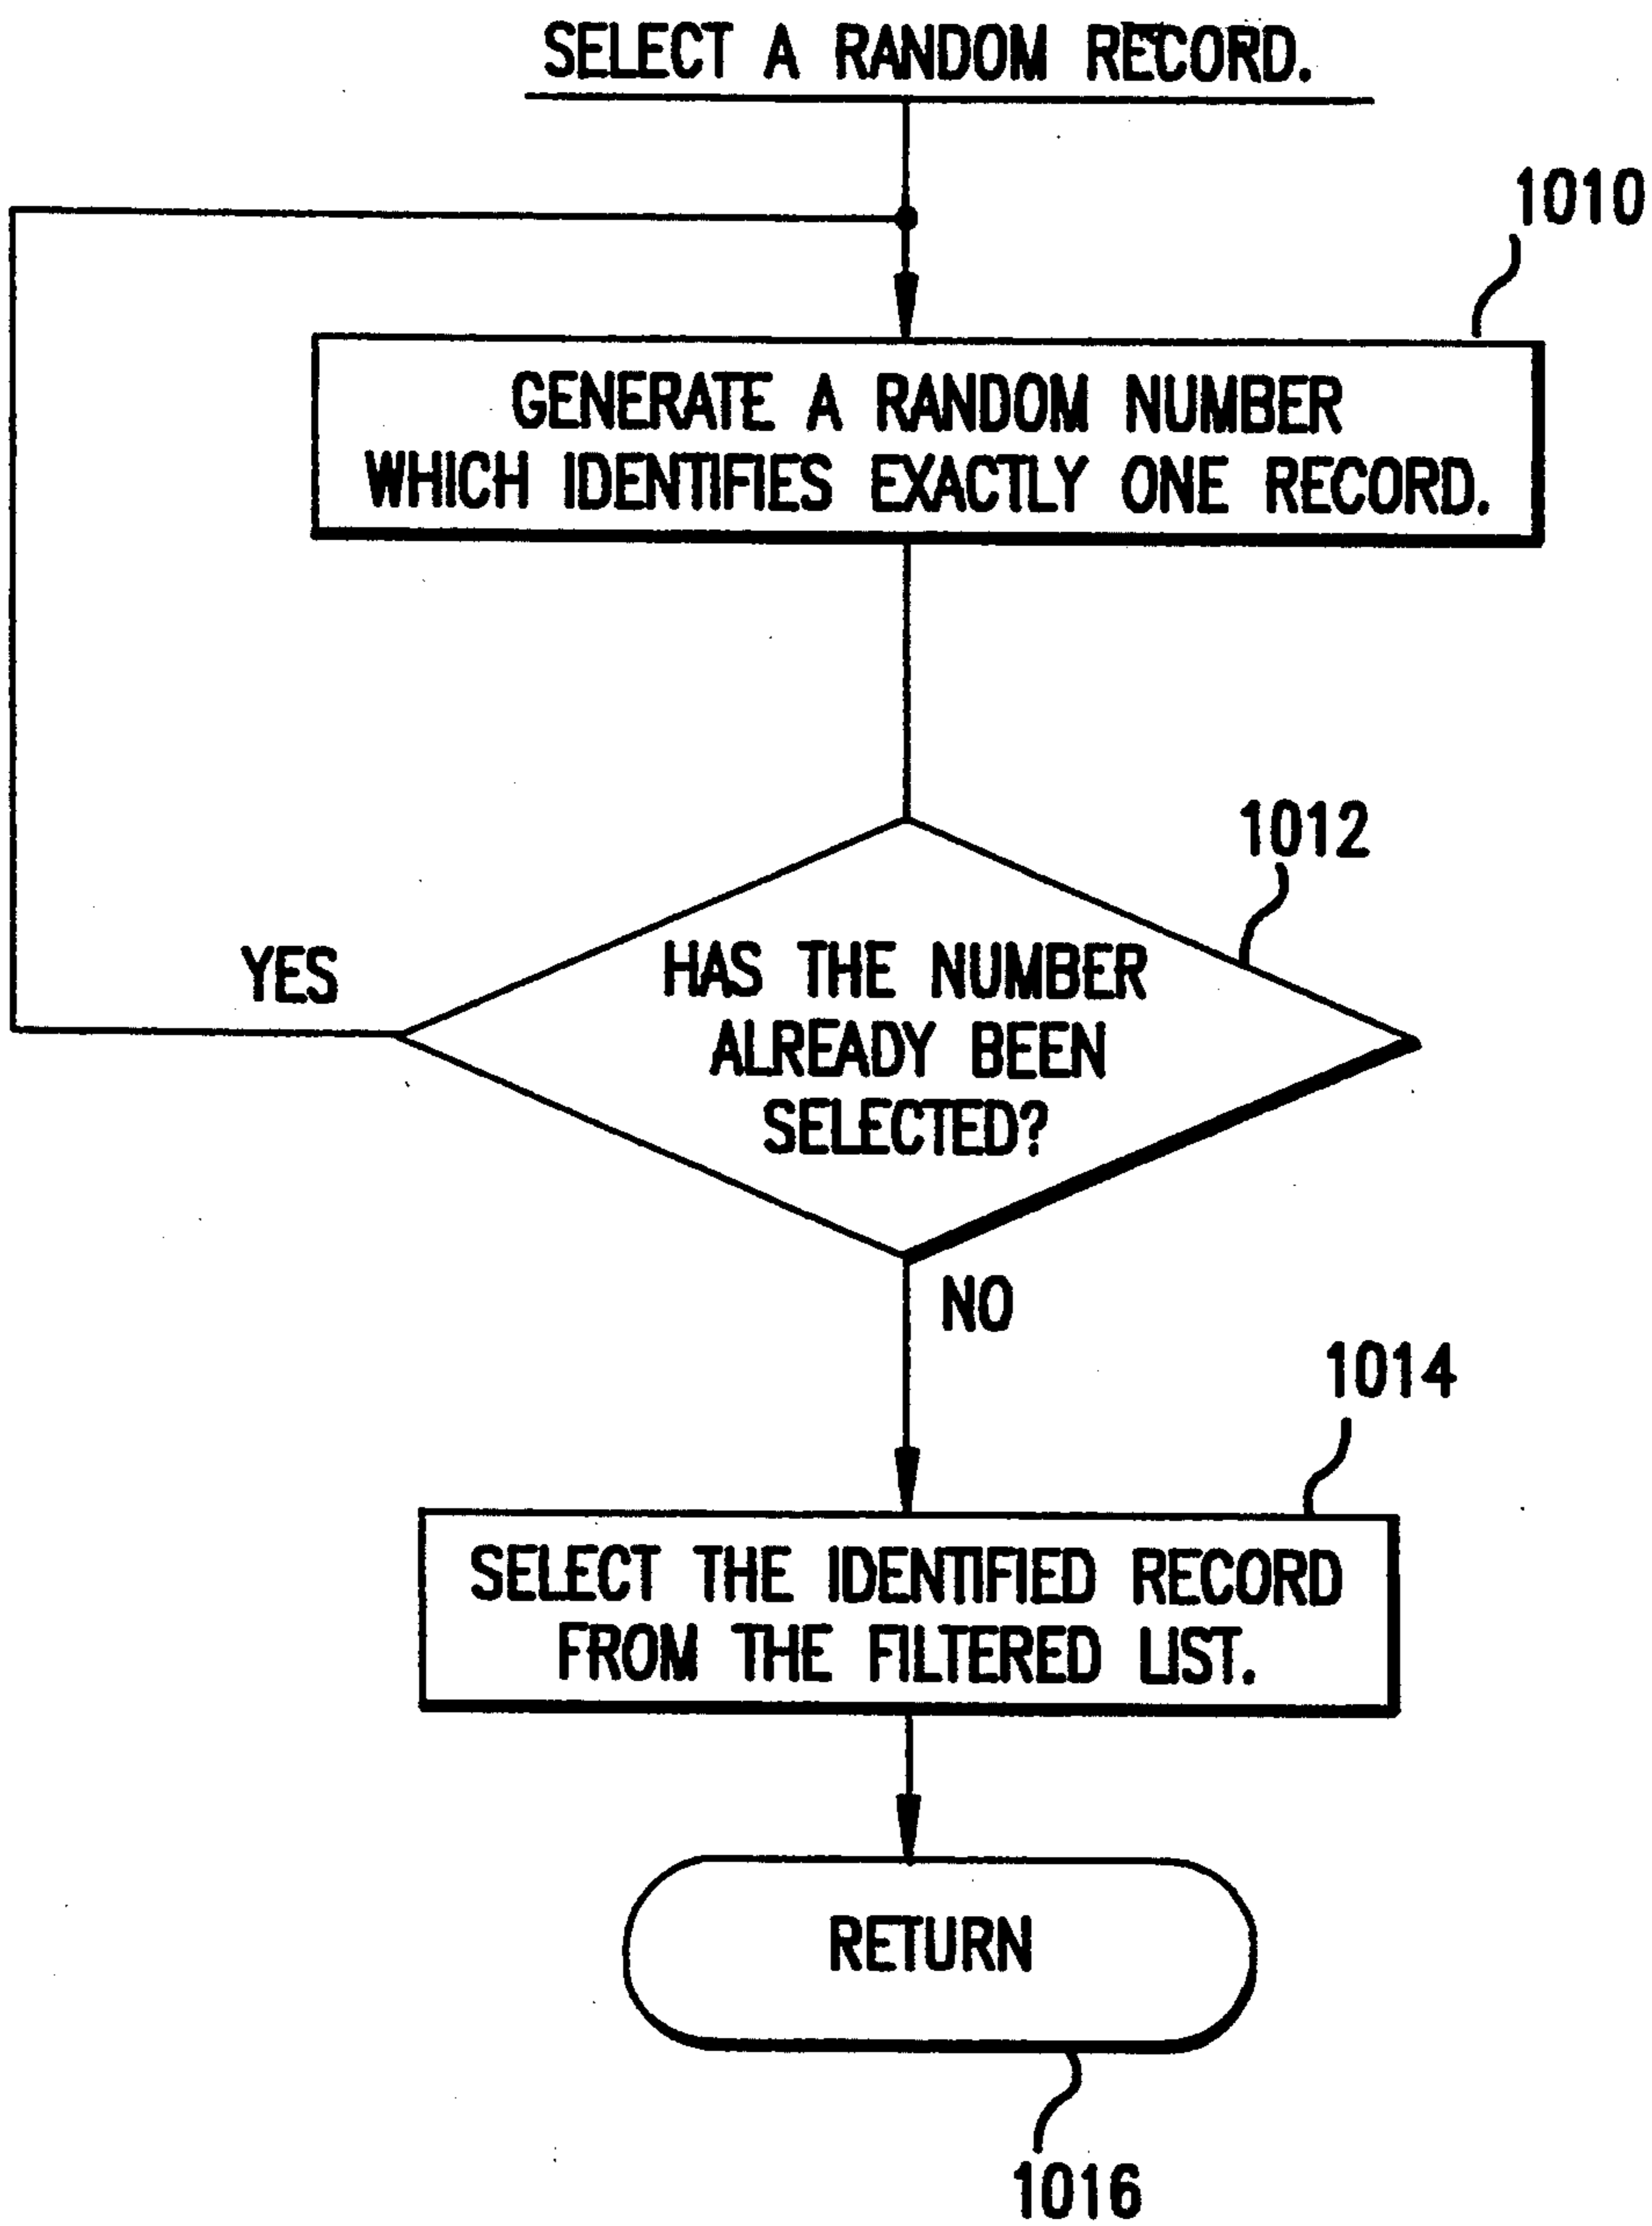 SELECT A RANDOM RECORD.
1010
GENERATE A RANDOM NUMBER
WHICH IDENTIFIES EXACTLY ONE RECORD.
1012
YES
HAS THE NUMBER
ALREADY BEEN
SELECTED?
NO
1014
SELECT THE IDENTIFIED RECORD
FROM THE FILTERED LIST.
RETURN
1016